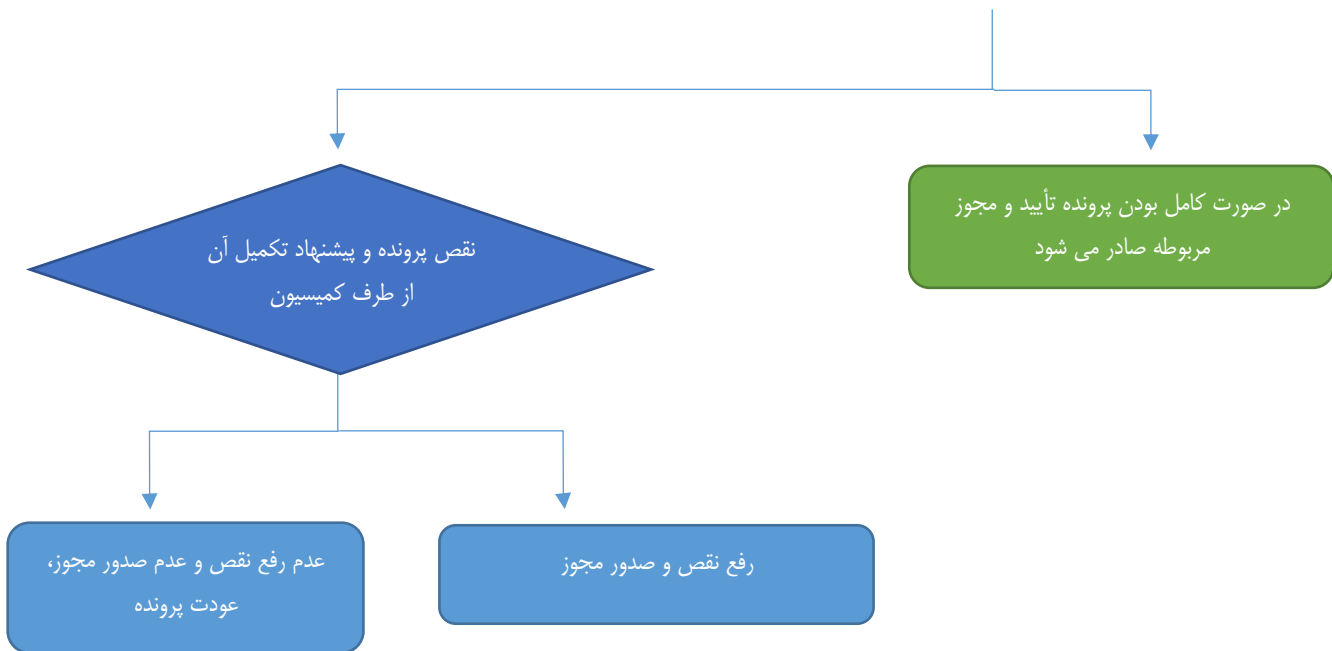 در صورت کامل بودن پرونده تأیید و مجوز
مربوطه صادر می شود
نقص پرونده و پیشنهاد تکمیل آن
از طرف کمیسیون
رفع نقص و صدور مجوز
عدم رفع نقص و عدم صدور مجوز،
عودت پرونده